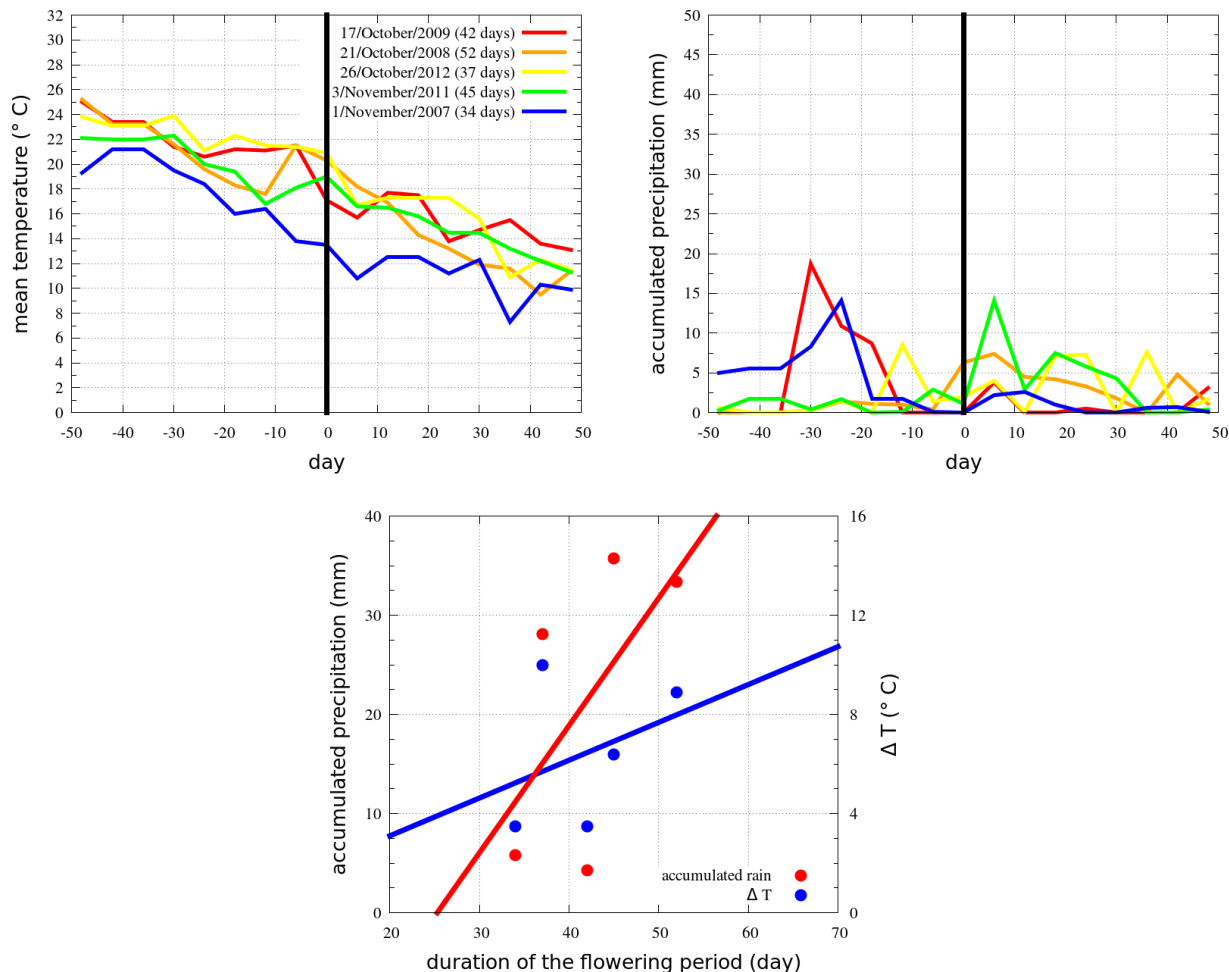 32
30
28
26
24
22
20
18
16
14
12
10
8
6
4
2
0
mean temperature (° C)
17/October/2009 (42 days)
21/October/2008 (52 days)
26/October/2012 (37 days)
3/November/2011 (45 days)
1/November/2007 (34 days)
-50 -40 -30 -20 -10 0 10 20 30 40 50
day
50
45
40
35
30
25
20
15
10
5
0
accumulated precipitation (mm)
-50 -40 -30 -20 -10 0 10 20 30 40 50
day
40
30
20
10
0
accumulated precipitation (mm)
16
12
8
4
0
Δ T (° C)
accumulated rain
Δ T
20 30 40 50 60 70
duration of the flowering period (day)